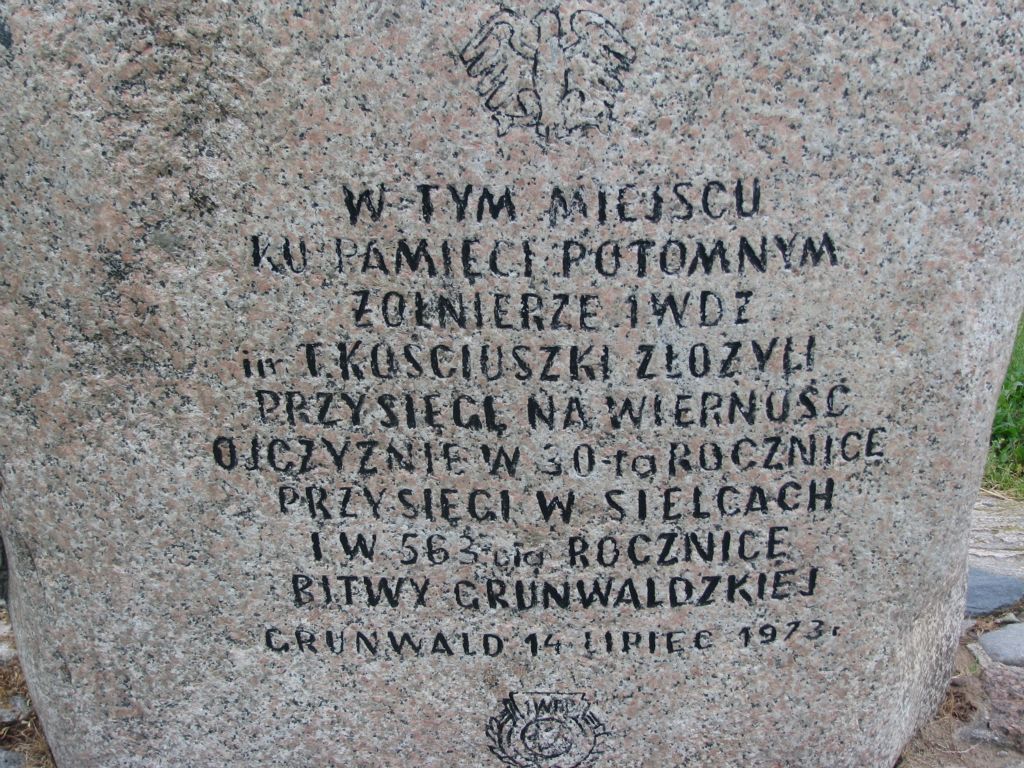 W TYM MIEJSCU
KU PAMIĘCI POTOMNYM
ŻOŁNIERZE 1WDZ
im T.KOŚCIUSZKI ZŁOŻYLI
PRZYSIĘGĘ NA WIERNOŚĆ
OJCZYŹNIE W 30-tą ROCZNICĘ
PRZYSIĘGI W SIELCACH
I W 563-cią ROCZNICĘ
BITWY GRUNWALDZKIEJ
GRUNWALD 14 LIPIEC 1973r